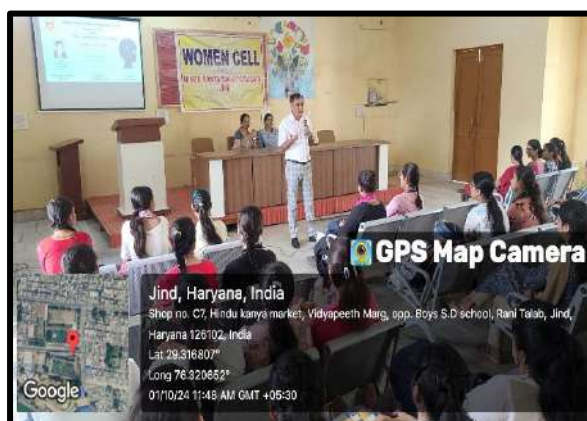 WOMEN CELL
GPS Map Camera
Jind, Haryana, India
Shop no. C7, Hindu kanya market, Vidyapeeth Marg, opp. Boys S.D school, Rani Talab, Jind,
Haryana 126102, India
Lat 29.316807°
Long 76.320652°
01/10/24 11:48 AM GMT +05:30
Google